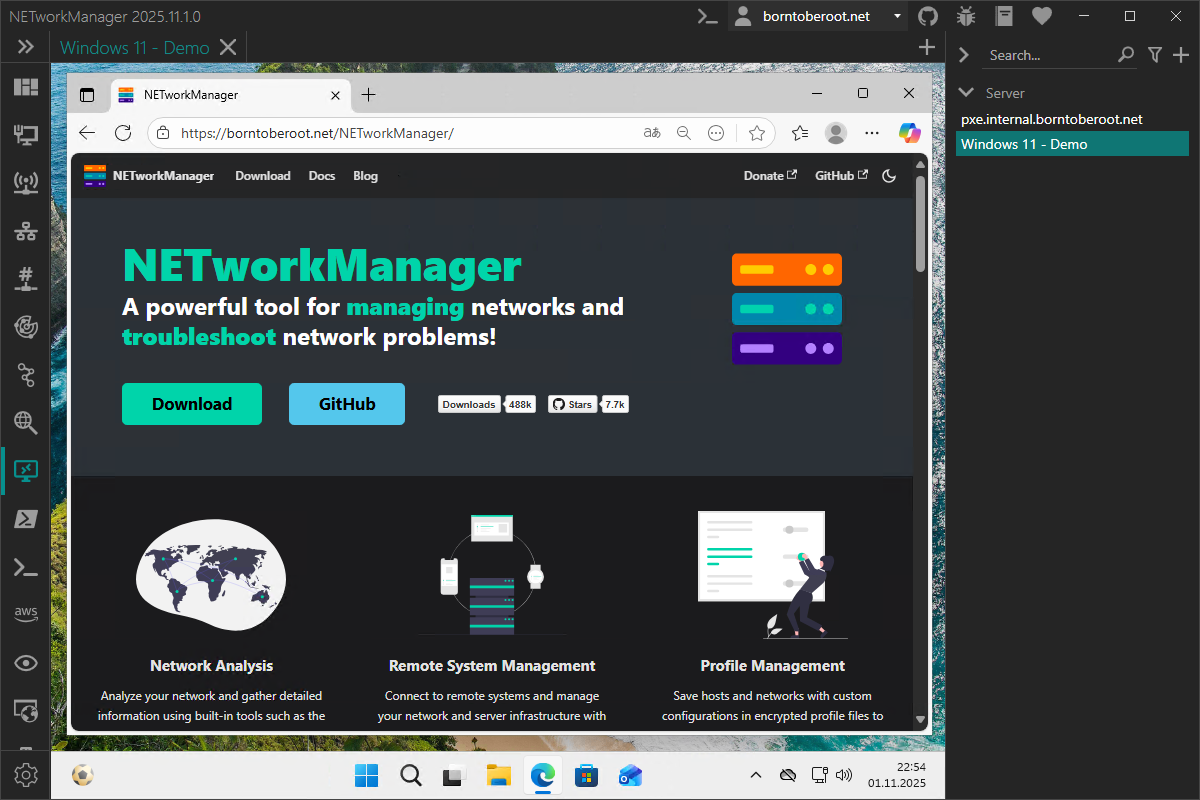 NETworkManager 2025.11.1.0
borntoberoot.net
Windows 11 - Demo
Search...
Server
pxe.internal.borntoberoot.net
Windows 11 - Demo
aws
NETworkManager
https://borntoberoot.net/NETworkManager/
aあ
NETworkManager
Download
Docs
Blog
Donate
GitHub
NETworkManager
A powerful tool for managing networks and
troubleshoot network problems!
Download
GitHub
Downloads 488k
Stars 7.7k
Network Analysis
Analyze your network and gather detailed
information using built-in tools such as the
Remote System Management
Connect to remote systems and manage
your network and server infrastructure with
Profile Management
Save hosts and networks with custom
configurations in encrypted profile files to
22:54
01.11.2025